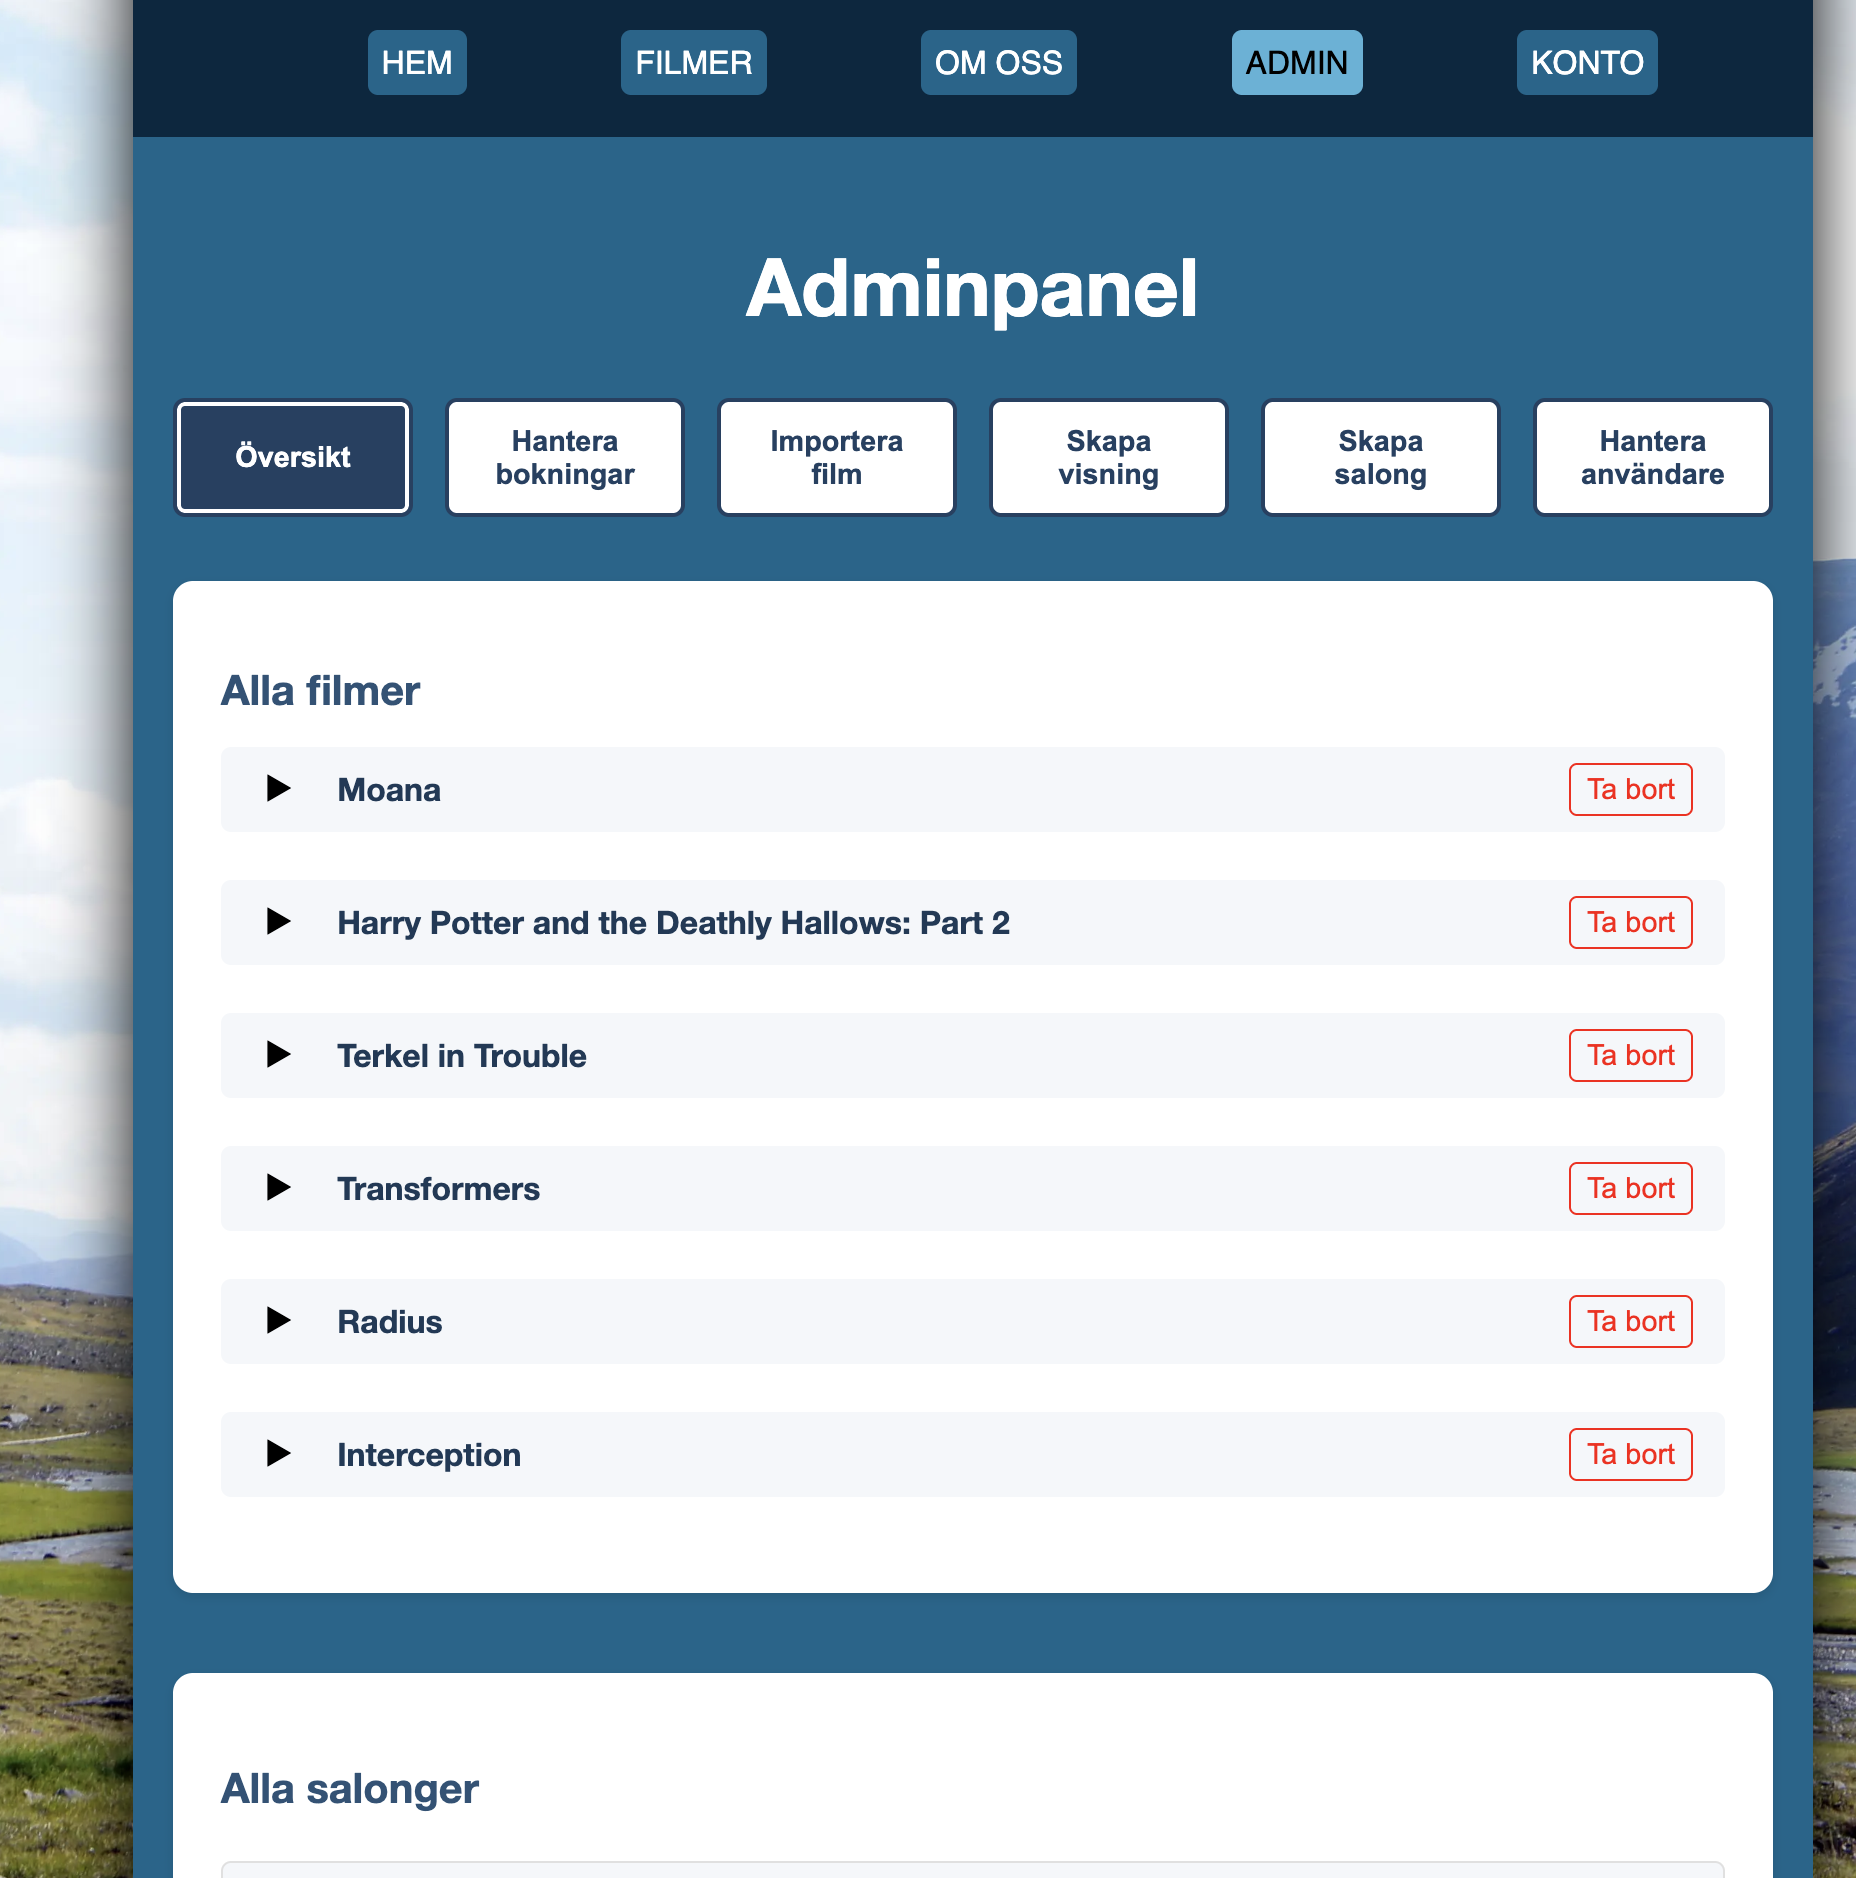 HEM FILMER OM OSS ADMIN KONTO
Adminpanel
Översikt
Hantera
bokningar
Importera
film
Skapa
visning
Skapa
salong
Hantera
användare
Alla filmer
Moana Ta bort
Harry Potter and the Deathly Hallows: Part 2 Ta bort
Terkel in Trouble Ta bort
Transformers Ta bort
Radius Ta bort
Interception Ta bort
Alla salonger